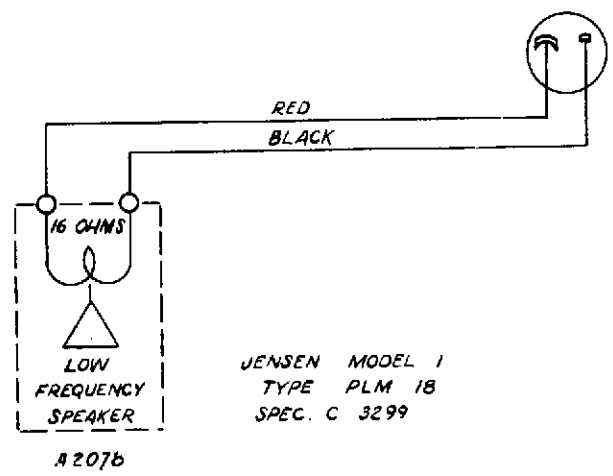 RED
BLACK
16 OHMS
LOW
FREQUENCY
SPEAKER
JENSEN MODEL 1
TYPE PLM 18
SPEC. C 3299
A2076